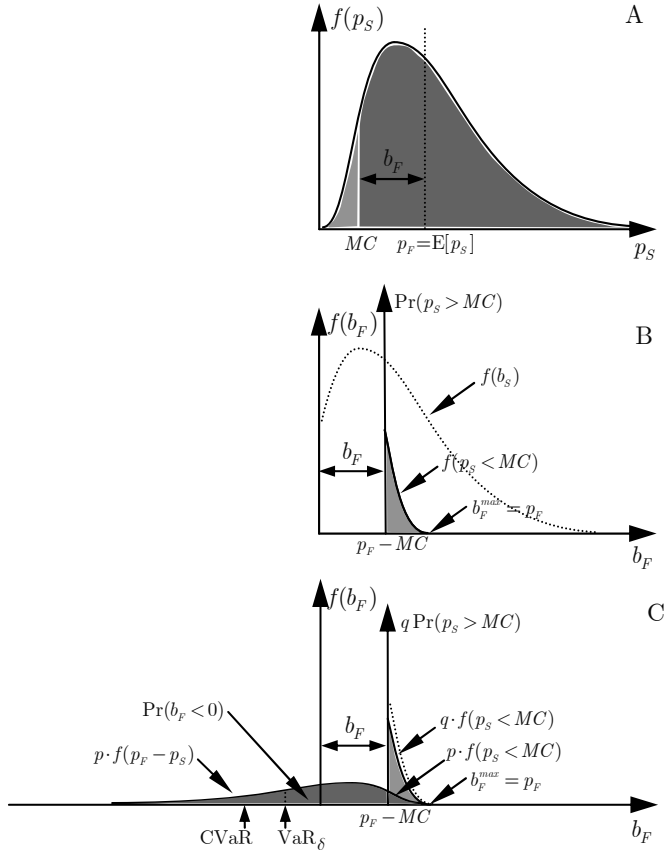 A
f(p_S)
b_F
MC
p_F=E[p_S]
p_S
B
Pr(p_S > MC)
f(b_F)
f(b_S)
b_F
f(p_S < MC)
b_F^max = p_F
p_F − MC
b_F
C
f(b_F)
q Pr(p_S > MC)
Pr(b_F < 0)
b_F
q·f(p_S < MC)
p·f(p_F − p_S)
p·f(p_S < MC)
b_F^max = p_F
p_F − MC
b_F
CVaR
VaR_δ